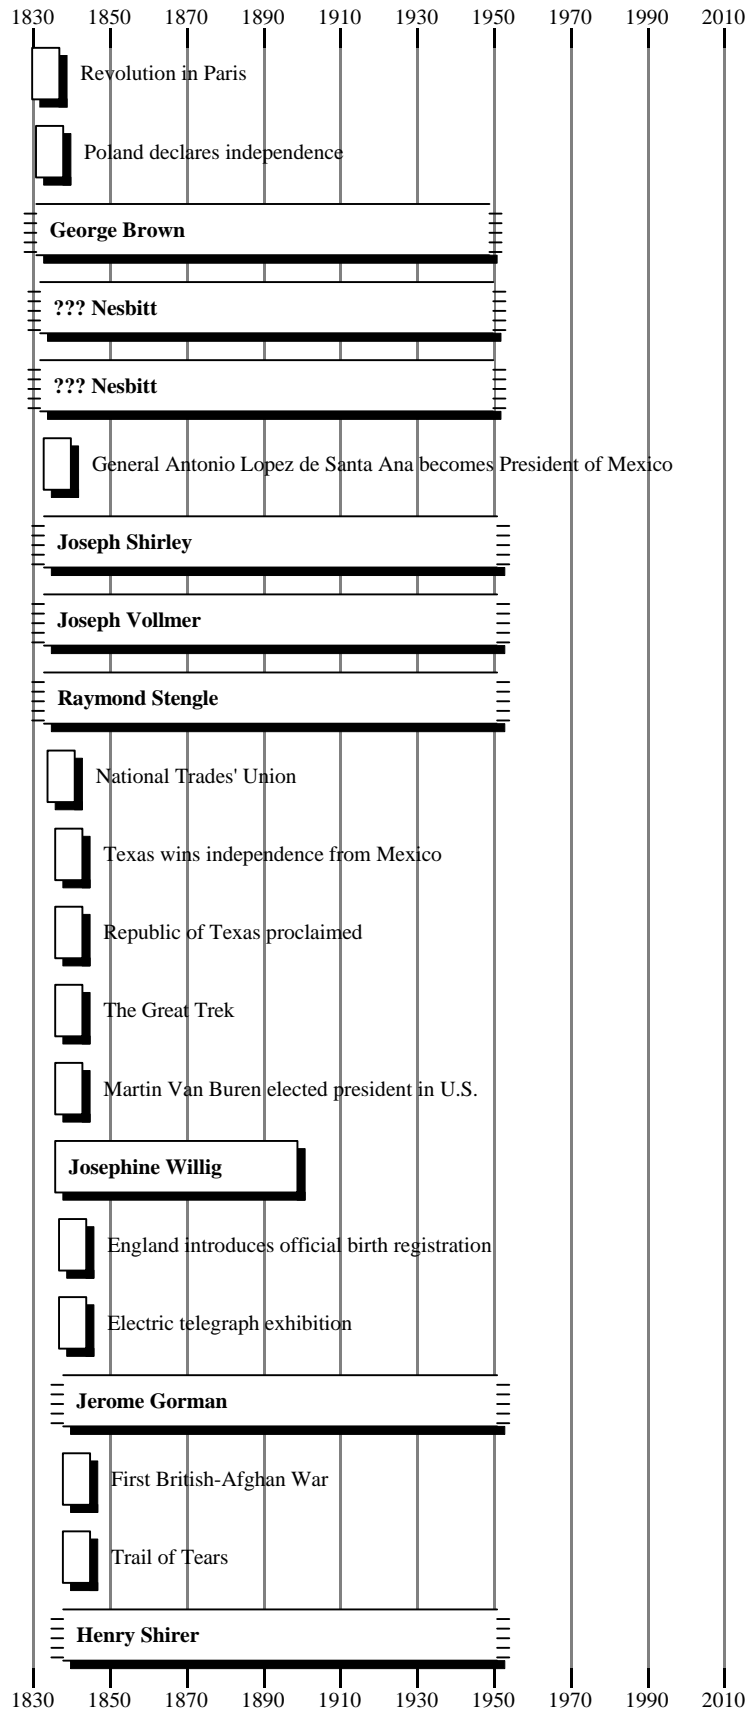 1830 1850 1870 1890 1910 1930 1950 1970 1990 2010
Revolution in Paris
Poland declares independence
George Brown
??? Nesbitt
??? Nesbitt
General Antonio Lopez de Santa Ana becomes President of Mexico
Joseph Shirley
Joseph Vollmer
Raymond Stengle
National Trades' Union
Texas wins independence from Mexico
Republic of Texas proclaimed
The Great Trek
Martin Van Buren elected president in U.S.
Josephine Willig
England introduces official birth registration
Electric telegraph exhibition
Jerome Gorman
First British-Afghan War
Trail of Tears
Henry Shirer
1830 1850 1870 1890 1910 1930 1950 1970 1990 2010